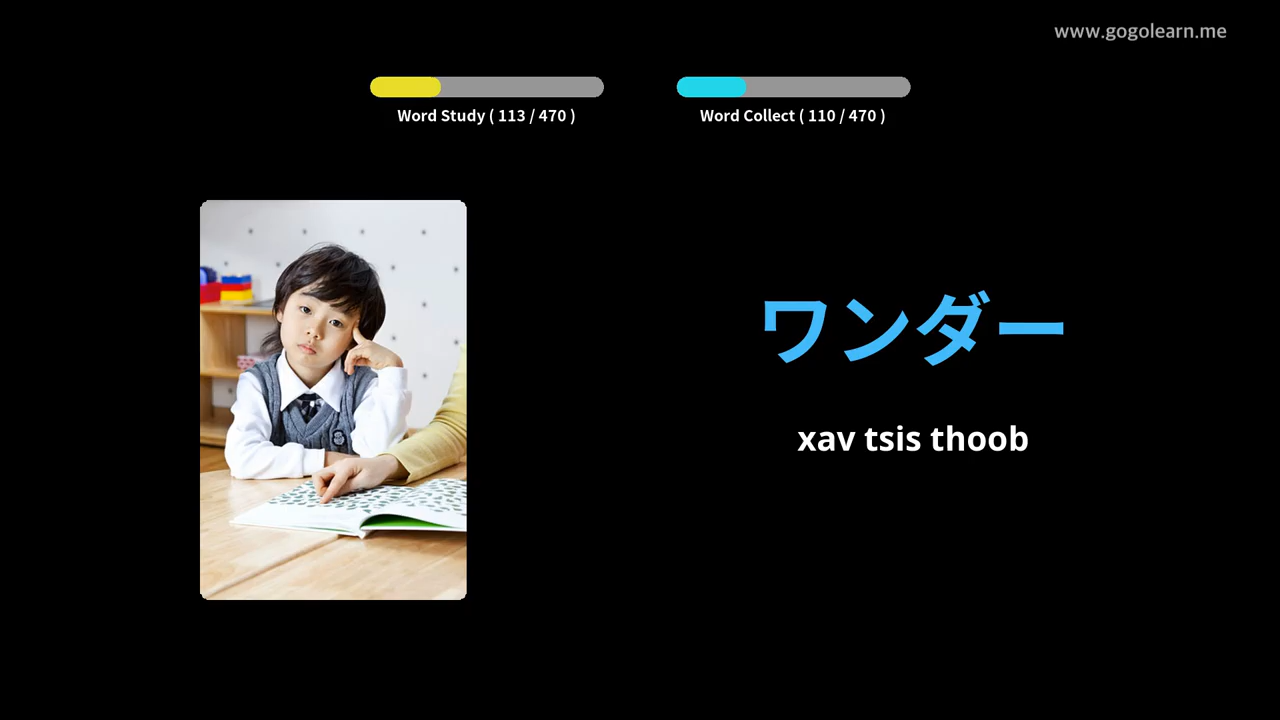 www.gogolearn.me
Word Study ( 113 / 470 )
Word Collect ( 110 / 470 )
ワンダー
xav tsis thoob